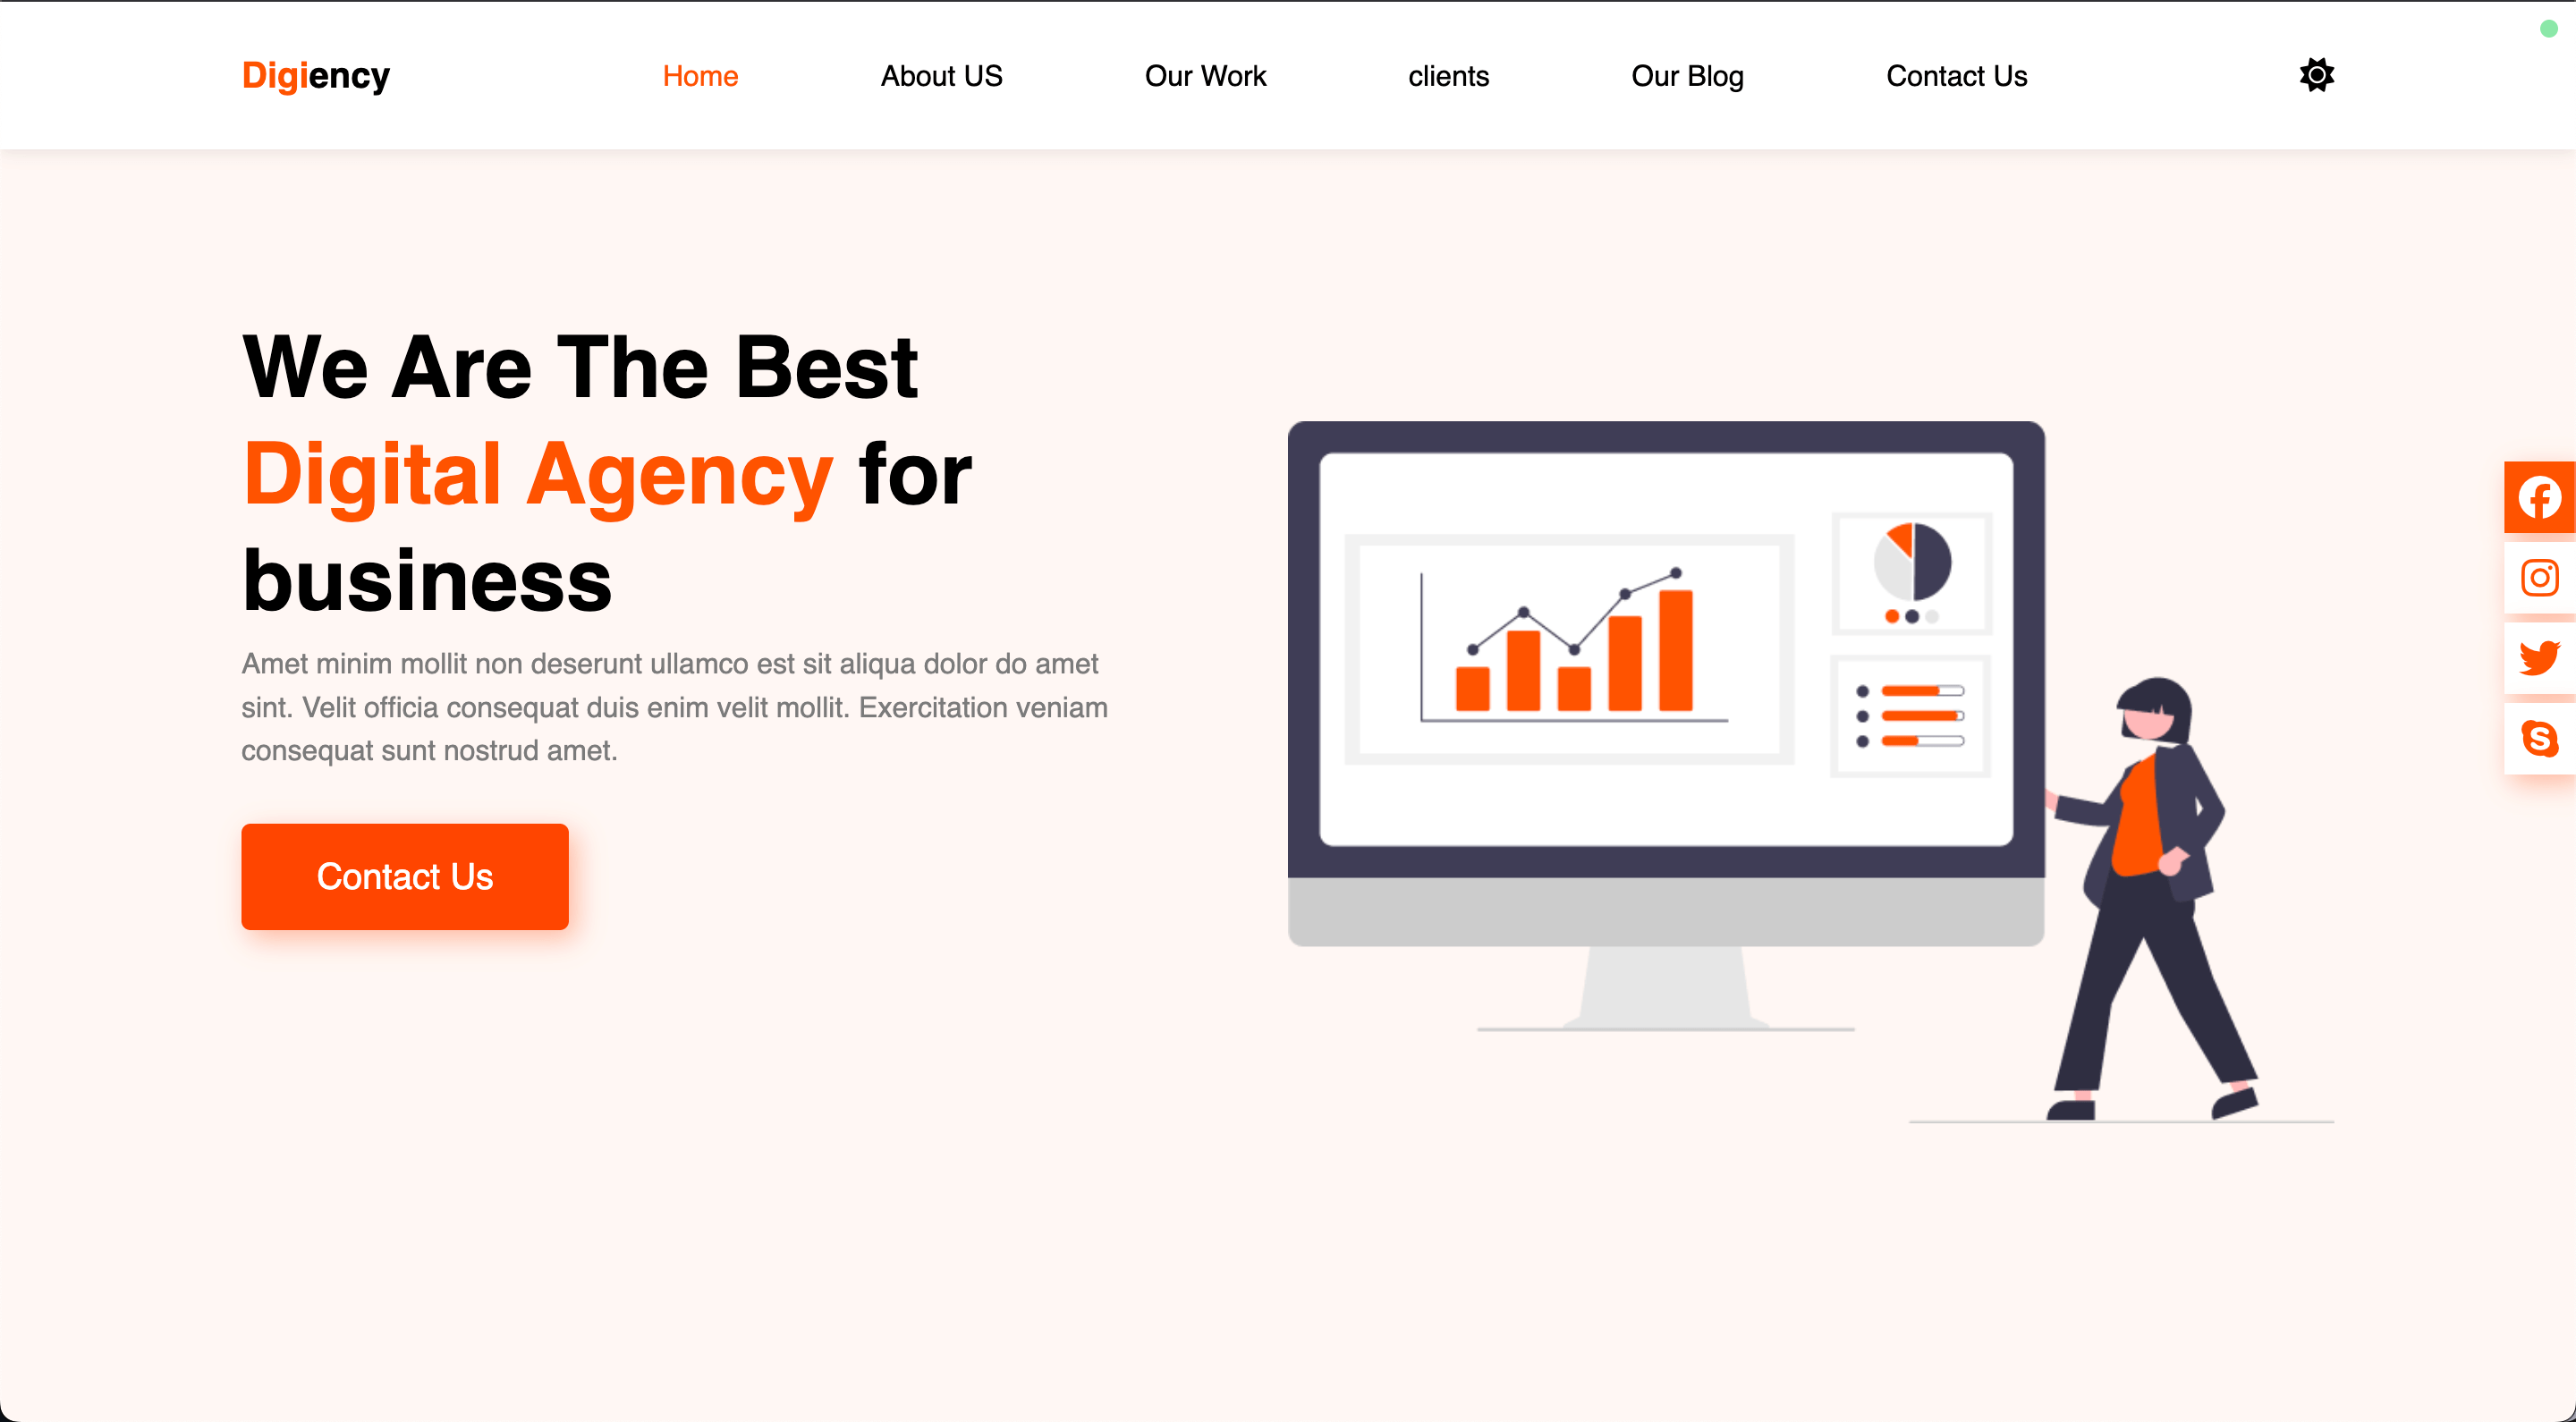 Digiency
Home
About US
Our Work
clients
Our Blog
Contact Us
We Are The Best
Digital Agency for
business
Amet minim mollit non deserunt ullamco est sit aliqua dolor do amet
sint. Velit officia consequat duis enim velit mollit. Exercitation veniam
consequat sunt nostrud amet.
Contact Us